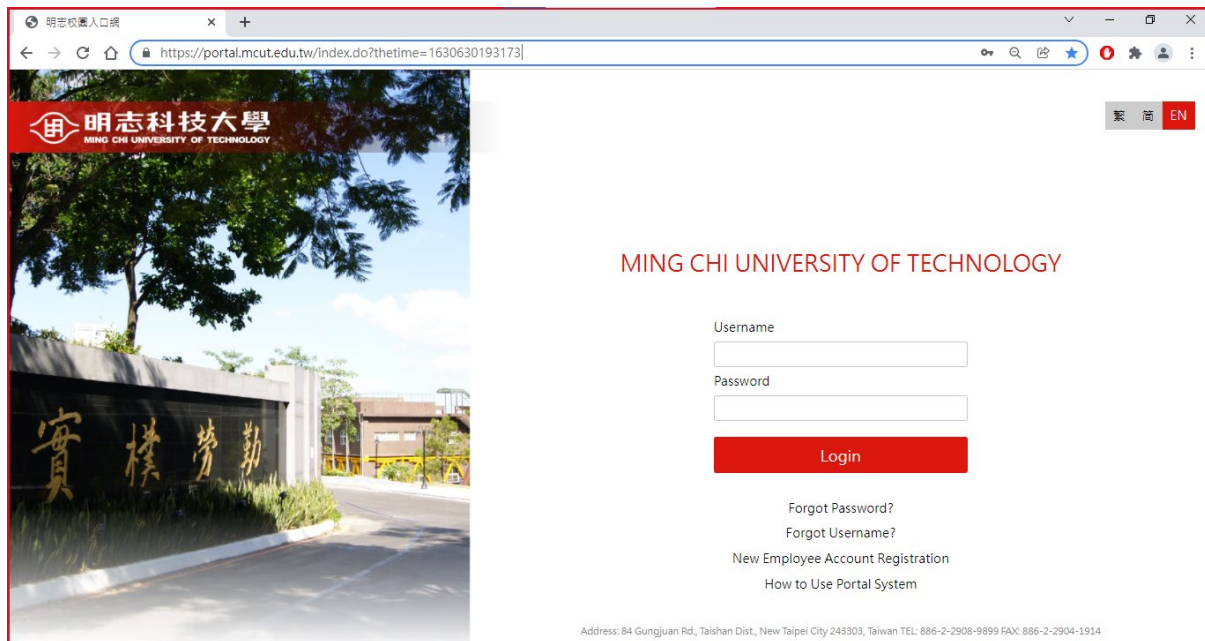 明志校園入口網
https://portal.mcut.edu.tw/index.do?thetime=1630630193173
明志科技大學
MING CHI UNIVERSITY OF TECHNOLOGY
繁 简 EN
MING CHI UNIVERSITY OF TECHNOLOGY
Username
Password
Login
Forgot Password?
Forgot Username?
New Employee Account Registration
How to Use Portal System
實樸勞勤
Address: 84 Gungjuan Rd., Taishan Dist., New Taipei City 243303, Taiwan TEL: 886-2-2908-9899 FAX: 886-2-2904-1914